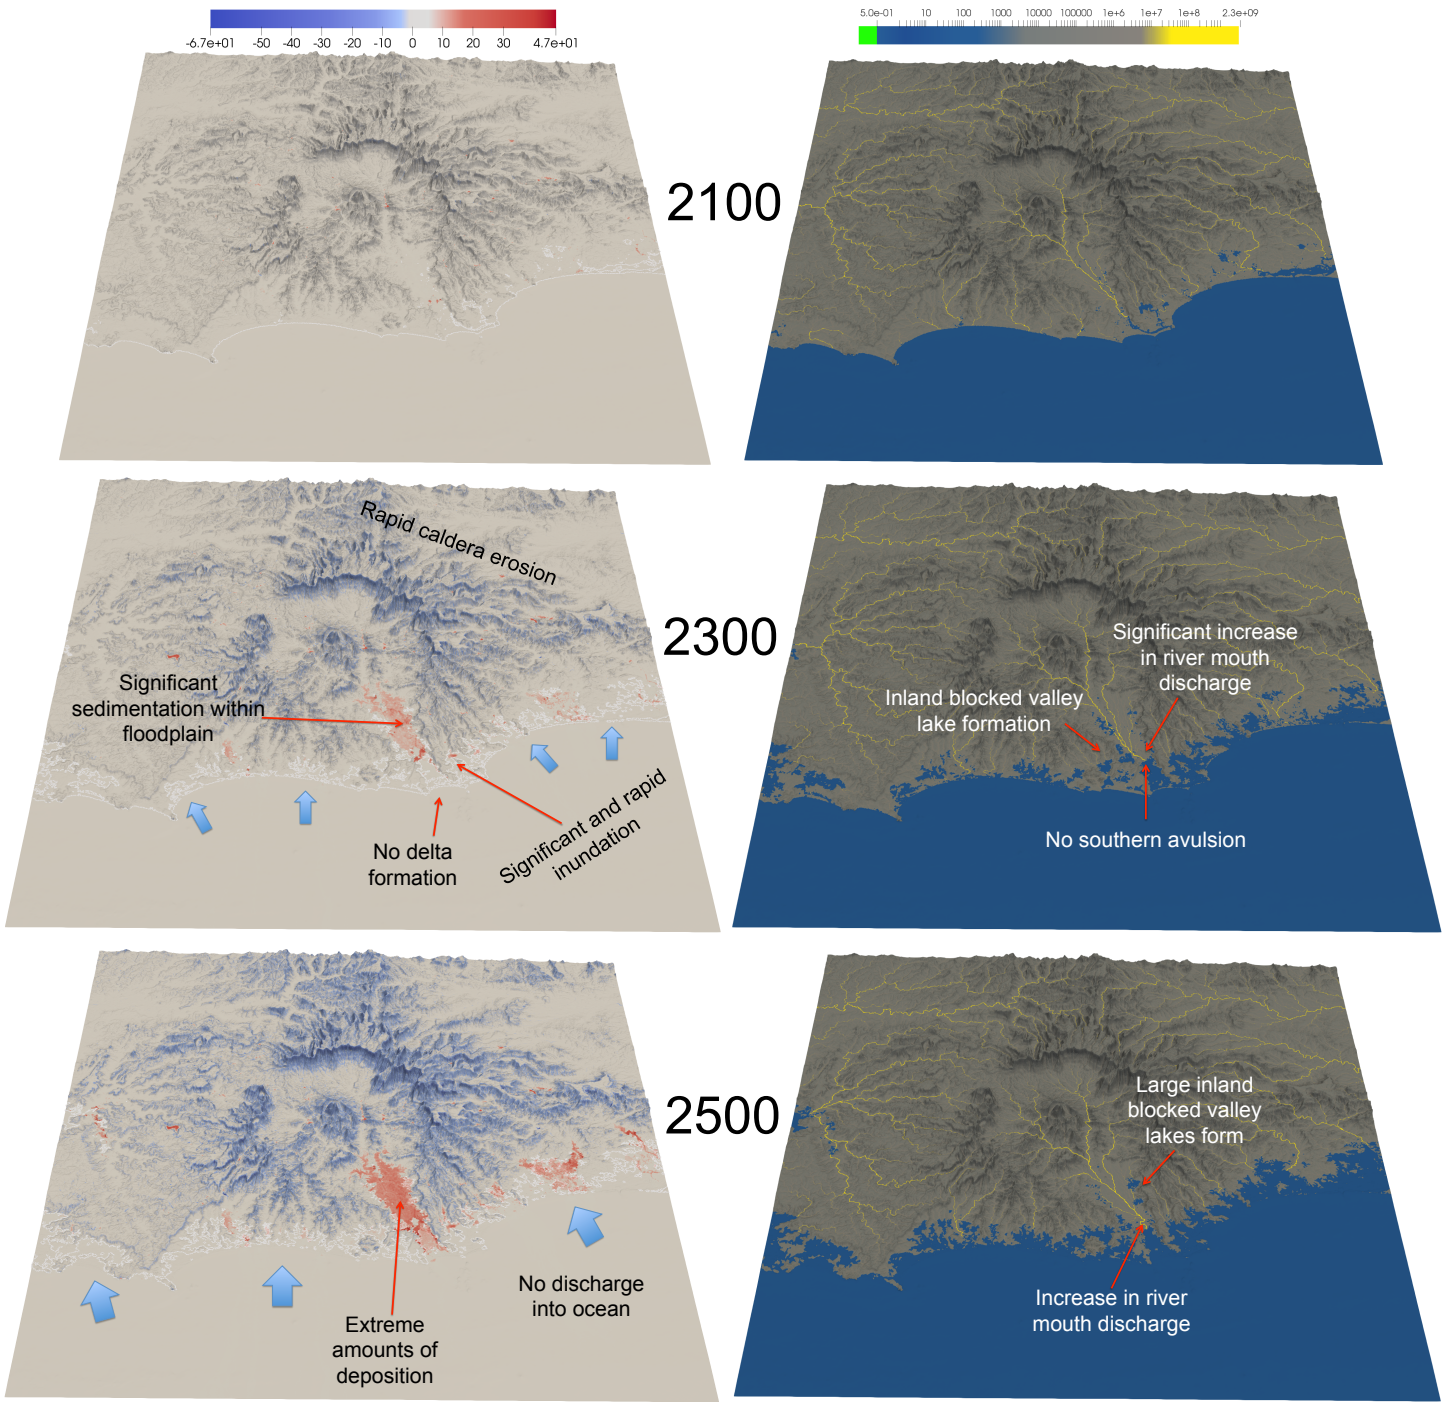 -6.7e+01 -50 -40 -30 -20 -10 0 10 20 30 4.7e+01
5.0e-01 10 100 1000 10000 100000 1e+6 1e+7 1e+8 2.3e+09
2100
Rapid caldera erosion
2300
Significant
sedimentation within
floodplain
No delta
formation
Significant and rapid
inundation
Significant increase
in river mouth
discharge
Inland blocked valley
lake formation
No southern avulsion
2500
Extreme
amounts of
deposition
No discharge
into ocean
Large inland
blocked valley
lakes form
Increase in river
mouth discharge